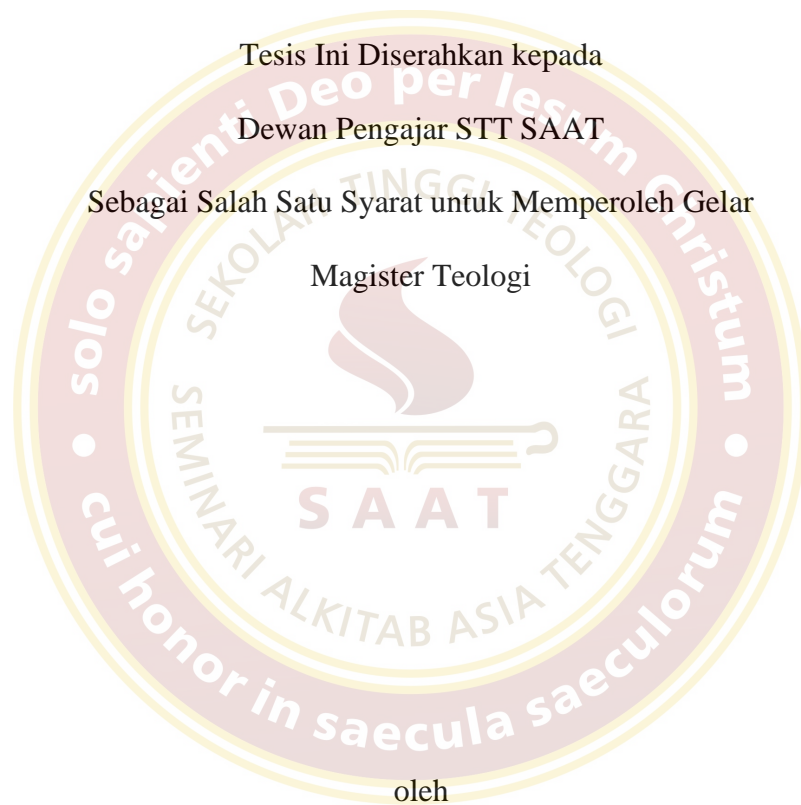 Tesis Ini Diserahkan kepada
Dewan Pengajar STT SAAT
Sebagai Salah Satu Syarat untuk Memperoleh Gelar
Magister Teologi
solo sapienti Deo per Iesum Christum
SEKOLAH TINGGI TEOLOGI
SEMINARI ALKITAB ASIA TENGGARA
SAAT
cui honor in saecula saeculorum
oleh